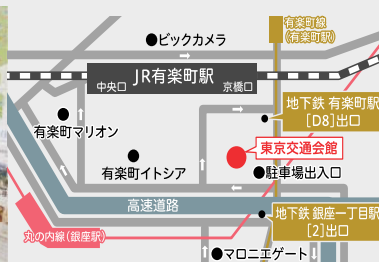 有楽町線
(有楽町駅)
ビックカメラ
JR有楽町駅
中央口
京橋口
地下鉄 有楽町駅
[D8]出口
有楽町マリオン
東京交通会館
有楽町イトシア
駐車場出入口
高速道路
地下鉄 銀座一丁目駅
[2]出口
丸の内線(銀座駅)
マロニエゲート